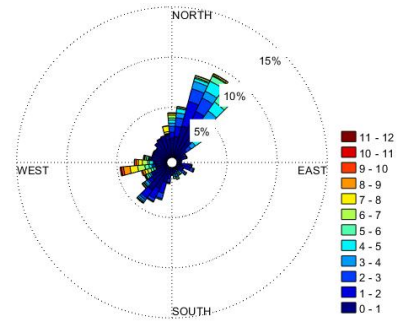 NORTH
15%
10%
5%
WEST
EAST
SOUTH
11 - 12
10 - 11
9 - 10
8 - 9
7 - 8
6 - 7
5 - 6
4 - 5
3 - 4
2 - 3
1 - 2
0 - 1